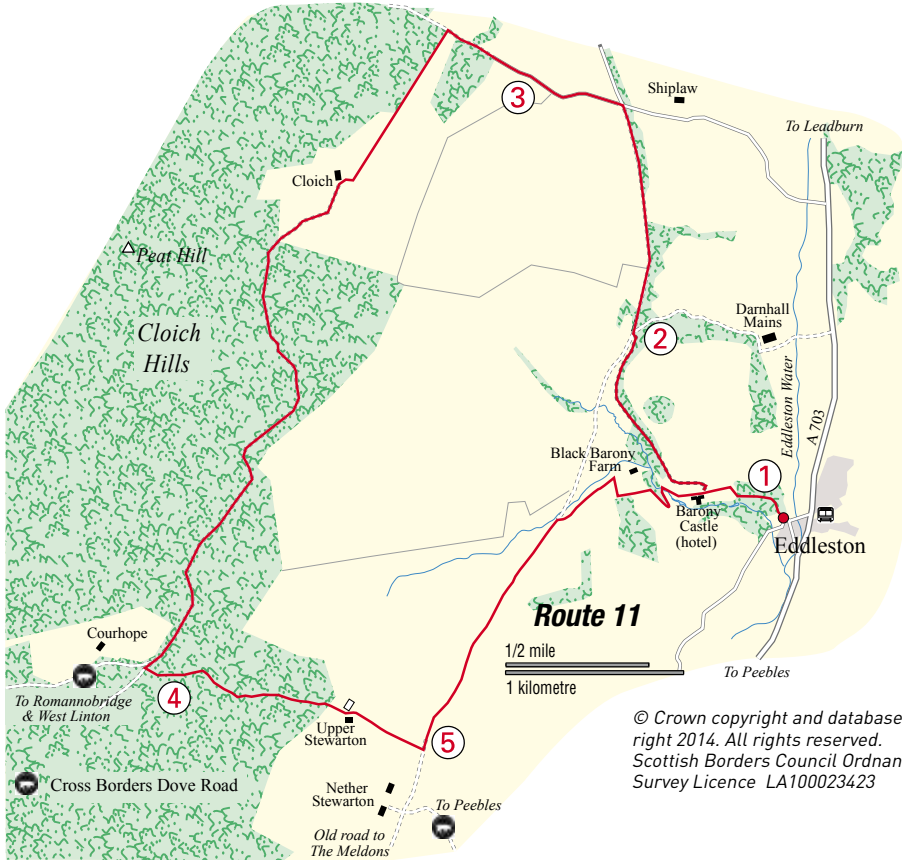 3
Shiplaw
To Leadburn
Cloich
Peat Hill
Cloich
Hills
2
Darnhall
Mains
Eddleston Water
A 703
Black Barony
Farm
1
Barony
Castle
(hotel)
Eddleston
Route 11
1/2 mile
1 kilometre
To Peebles
Courhope
To Romannobridge
& West Linton
4
Upper
Stewarton
5
© Crown copyright and database
right 2014. All rights reserved.
Scottish Borders Council Ordnan
Survey Licence  LA100023423
Cross Borders Dove Road
Nether
Stewarton
To Peebles
Old road to
The Meldons